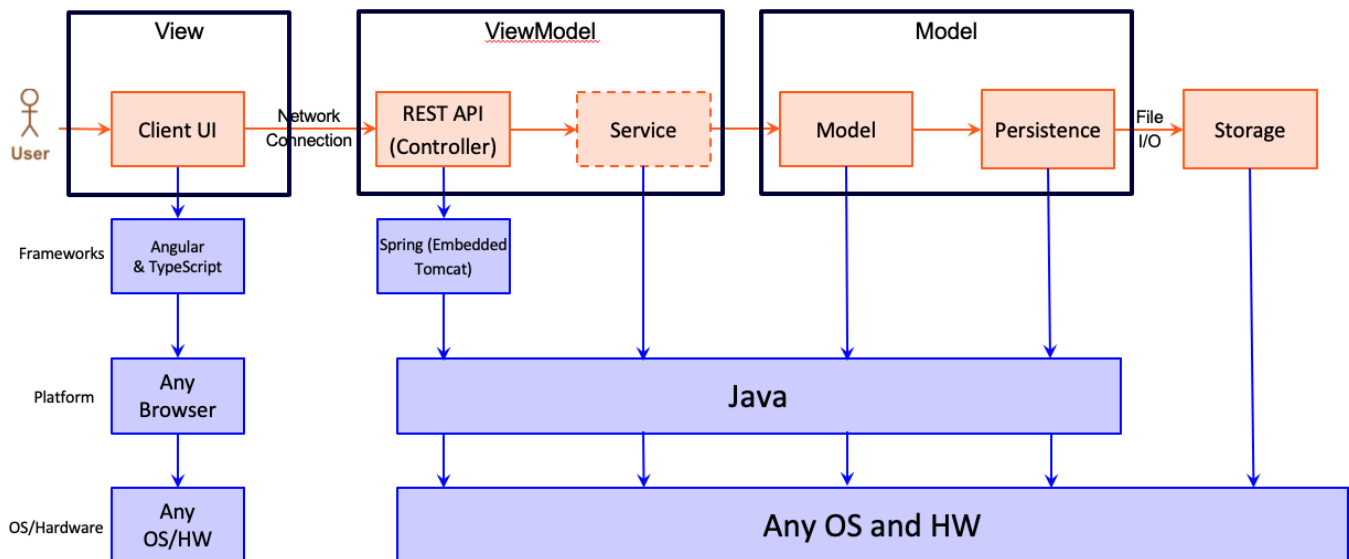 View
ViewModel
Model
User
Client UI
Network
Connection
REST API
(Controller)
Service
Model
Persistence
File
I/O
Storage
Frameworks
Angular
& TypeScript
Spring (Embedded
Tomcat)
Platform
Any
Browser
Java
OS/Hardware
Any
OS/HW
Any OS and HW